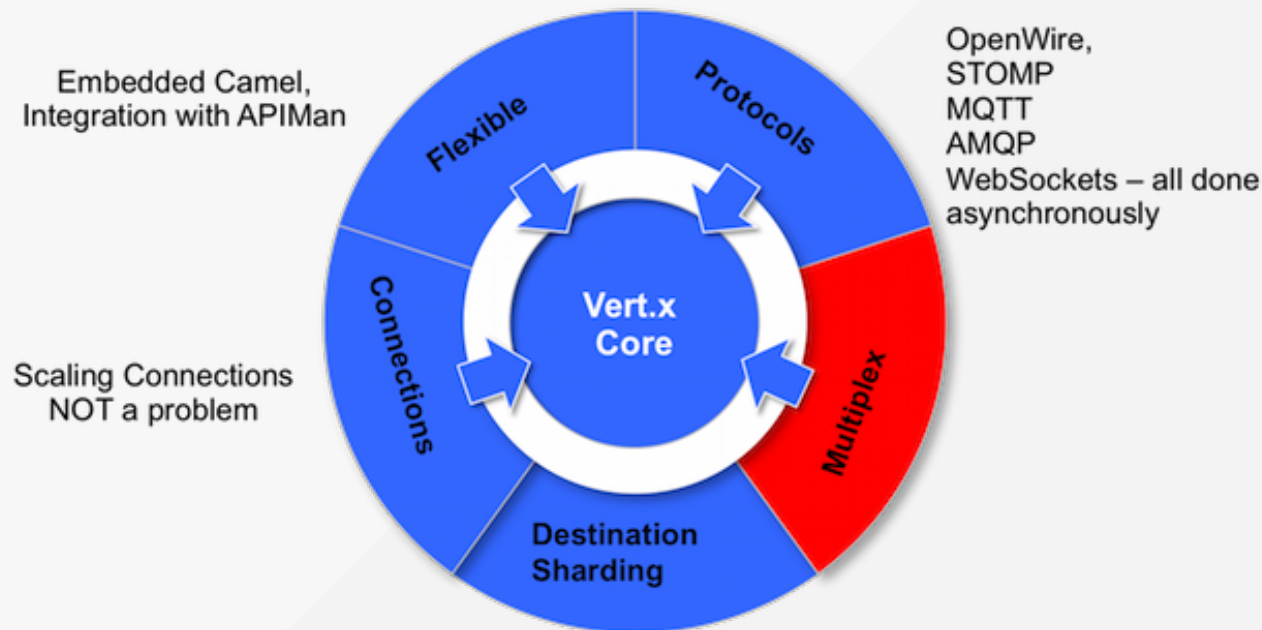 Embedded Camel,
Integration with APIMan
Flexible
Protocols
OpenWire,
STOMP
MQTT
AMQP
WebSockets – all done
asynchronously
Connections
Vert.x
Core
Multiplex
Scaling Connections
NOT a problem
Destination
Sharding